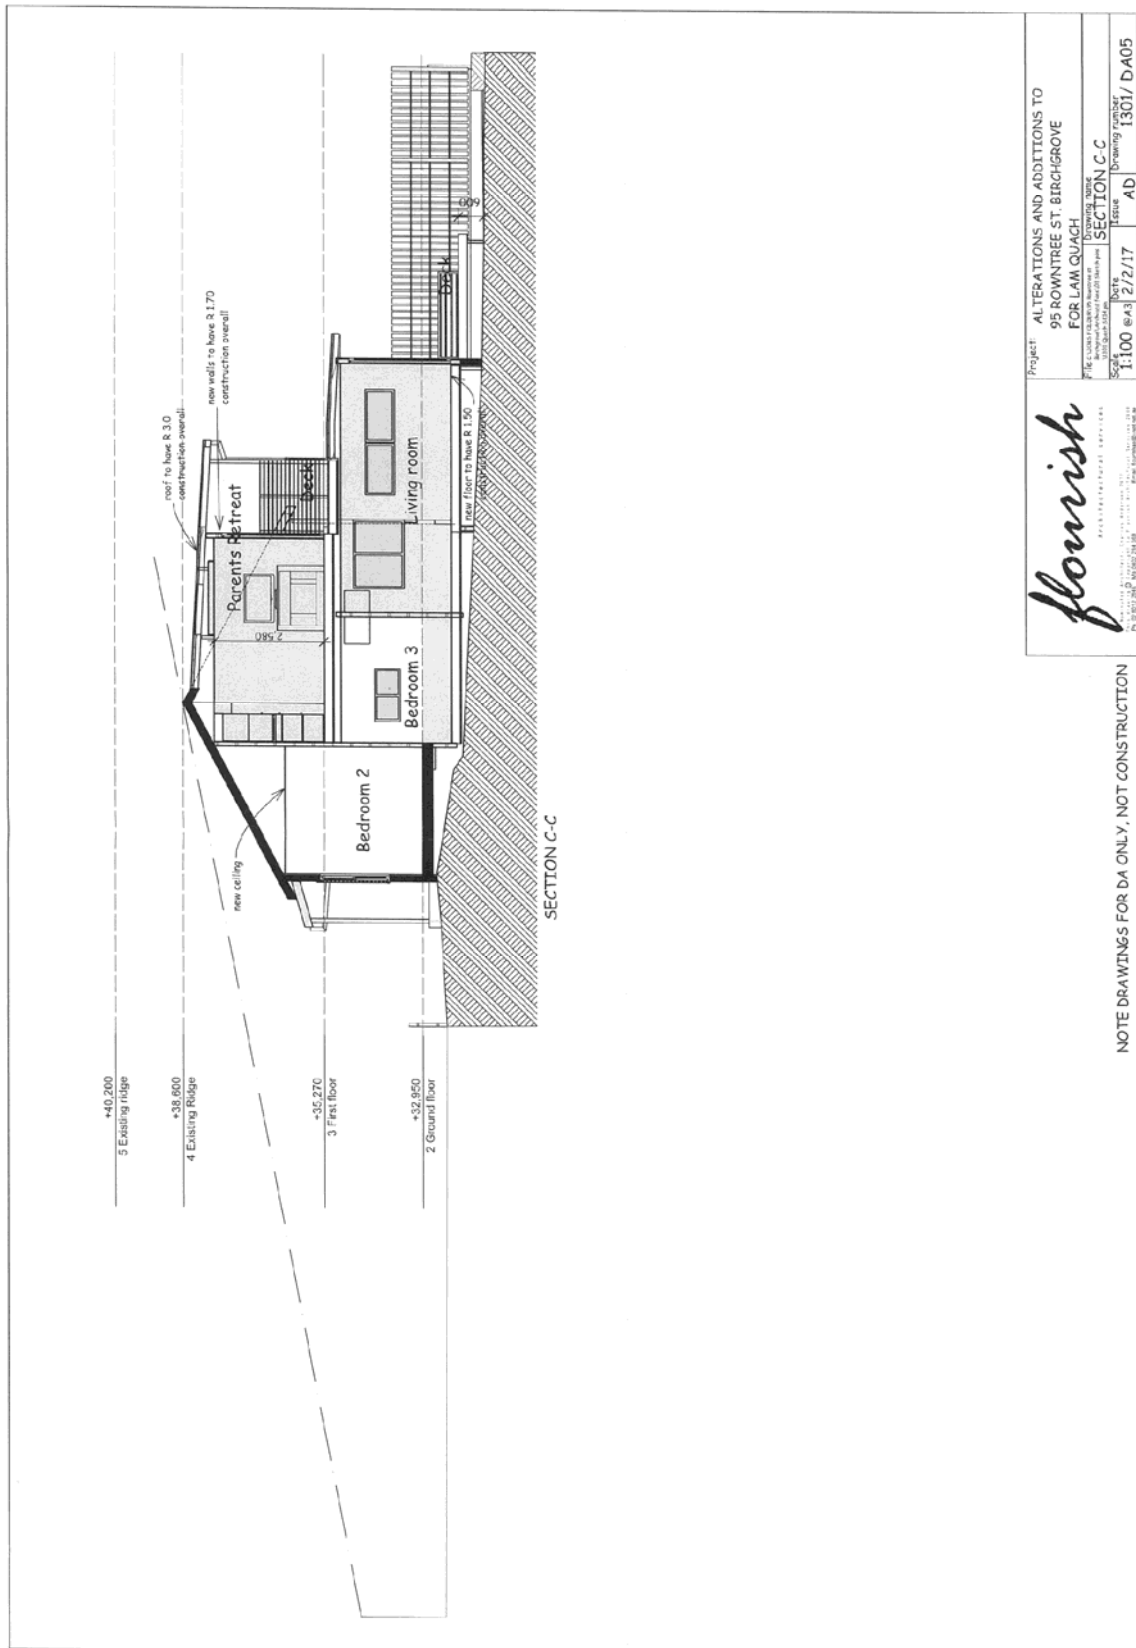 +40,200
5 Existing ridge
+38,600
4 Existing Ridge
+35,270
3 First floor
+32,950
2 Ground floor
new ceiling
roof to have R 3.0
construction overall
new walls to have R 1.70
construction overall
Parents Retreat
Deck
2,580
Bedroom 2
Bedroom 3
Living room
Deck
600
new floor to have R 1.50
SECTION C-C
NOTE DRAWINGS FOR DA ONLY, NOT CONSTRUCTION
flourish
Architectural services
Project:
ALTERATIONS AND ADDITIONS TO
95 ROWNTREE ST, BIRCHGROVE
FOR LAM QUACH
Drawing name
SECTION C-C
Scale
1:100 @A3
Date
2/2/17
Issue
AD
Drawing number
1301/ DA05